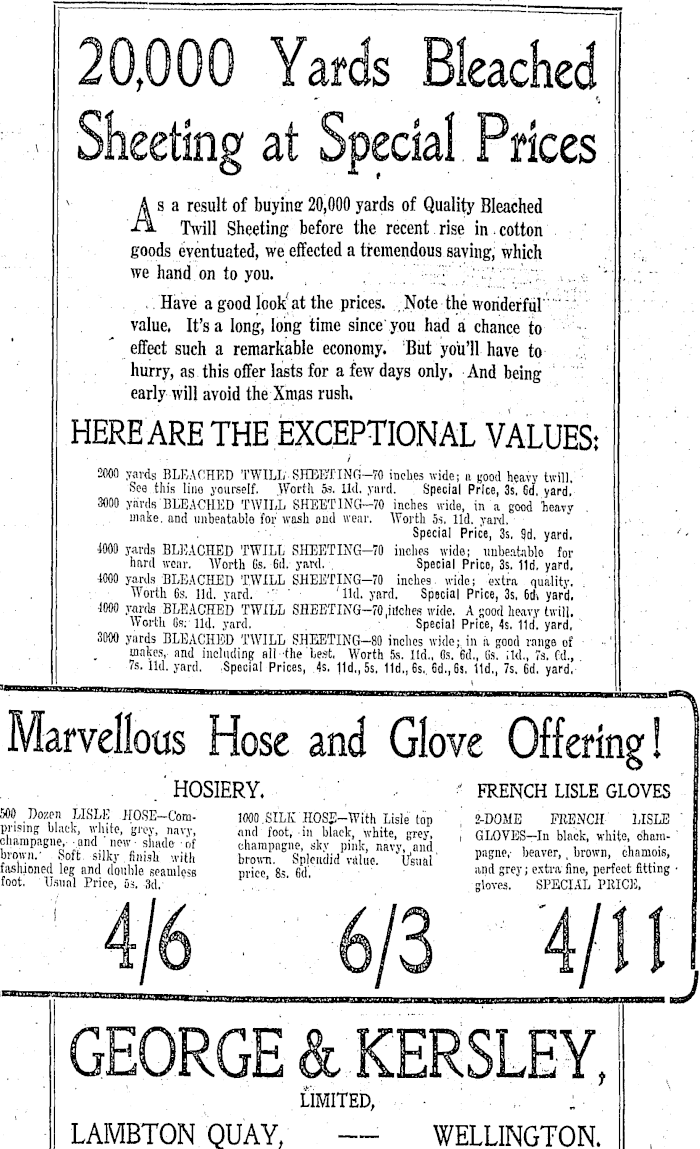 20,000 Yards Bleached
Sheeting at Special Prices
As a result of buying 20,000 yards of Quality Bleached
Twill Sheeting before the recent rise in cotton
goods eventuated, we effected a tremendous saving, which
we hand on to you.
Have a good look at the prices. Note the wonderful
value. It's a long, long time since you had a chance to
effect such a remarkable economy. But you'll have to
hurry, as this offer lasts for a few days only. And being
early will avoid the Xmas rush.
HERE ARE THE EXCEPTIONAL VALUES:
2000 yards BLEACHED TWILL SHEETING—70 inches wide; a good heavy twill.
See this line yourself. Worth 5s. 11d. yard. Special Price, 3s. 6d. yard.
3000 yards BLEACHED TWILL SHEETING—70 inches wide, in a good heavy
make and unbeatable for wash and wear. Worth 5s. 11d. yard.
Special Price, 3s. 9d. yard.
4000 yards BLEACHED TWILL SHEETING—70 inches wide; unbeatable for
hard wear. Worth 6s. 6d. yard. Special Price, 3s. 11d. yard.
4000 yards BLEACHED TWILL SHEETING—70 inches wide; extra quality.
Worth 6s. 11d. yard. 11d. yard. Special Price, 3s. 6d. yard.
4000 yards BLEACHED TWILL SHEETING—70 inches wide. A good heavy twill.
Worth 6s. 11d. yard. Special Price, 4s. 11d. yard.
3000 yards BLEACHED TWILL SHEETING—80 inches wide; in a good range of
makes, and including all the best. Worth 5s. 11d., 6s. 6d., 6s. 11d., 7s. 6d.,
7s. 11d. yard. Special Prices, 4s. 11d., 5s. 11d., 6s. 6d., 6s. 11d., 7s. 6d. yard.
Marvellous Hose and Glove Offering!
HOSIERY.
500 Dozen LISLE HOSE—Com-
prising black, white, grey, navy,
champagne, and new shade of
brown. Soft silky finish with
fashioned leg and double seamless
foot. Usual Price, 5s. 3d.
4/6
1000 SILK HOSE—With Lisle top
and foot, in black, white, grey,
champagne, sky pink, navy, and
brown. Splendid value. Usual
price, 8s. 6d.
6/3
FRENCH LISLE GLOVES
2-DOME FRENCH LISLE
GLOVES—In black, white, cham-
pagne, beaver, brown, chamois,
and grey; extra fine, perfect fitting
gloves. SPECIAL PRICE,
4/11
GEORGE & KERSLEY,
LIMITED,
LAMBTON QUAY, —— WELLINGTON.